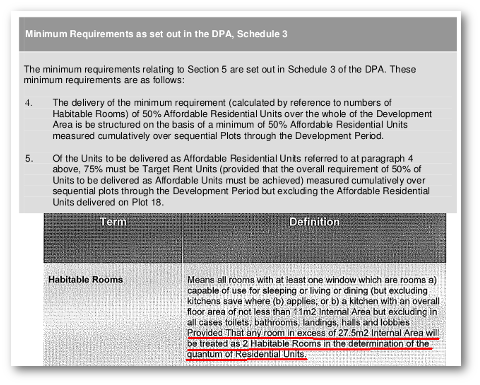 Minimum Requirements as set out in the DPA, Schedule 3
The minimum requirements relating to Section 5 are set out in Schedule 3 of the DPA. These
minimum requirements are as follows:
4. The delivery of the minimum requirement (calculated by reference to numbers of
Habitable Rooms) of 50% Affordable Residential Units over the whole of the Development
Area is to be structured on the basis of a minimum of 50% Affordable Residential Units
measured cumulatively over sequential Plots through the Development Period.
5. Of the Units to be delivered as Affordable Residential Units referred to at paragraph 4
above, 75% must be Target Rent Units (provided that the overall requirement of 50% of
Units to be delivered as Affordable Units must be achieved) measured cumulatively over
sequential plots through the Development Period but excluding the Affordable Residential
Units delivered on Plot 18.
Term Definition
Habitable Rooms Means all rooms with at least one window which are rooms a)
capable of use for sleeping or living or dining (but excluding
kitchens save where (b) applies; or b) a kitchen with an overall
floor area of not less than 11m2 Internal Area but excluding in
all cases toilets, bathrooms, landings, halls and lobbies
Provided That any room in excess of 27.5m2 Internal Area will
be treated as 2 Habitable Rooms in the determination of the
quantum of Residential Units.